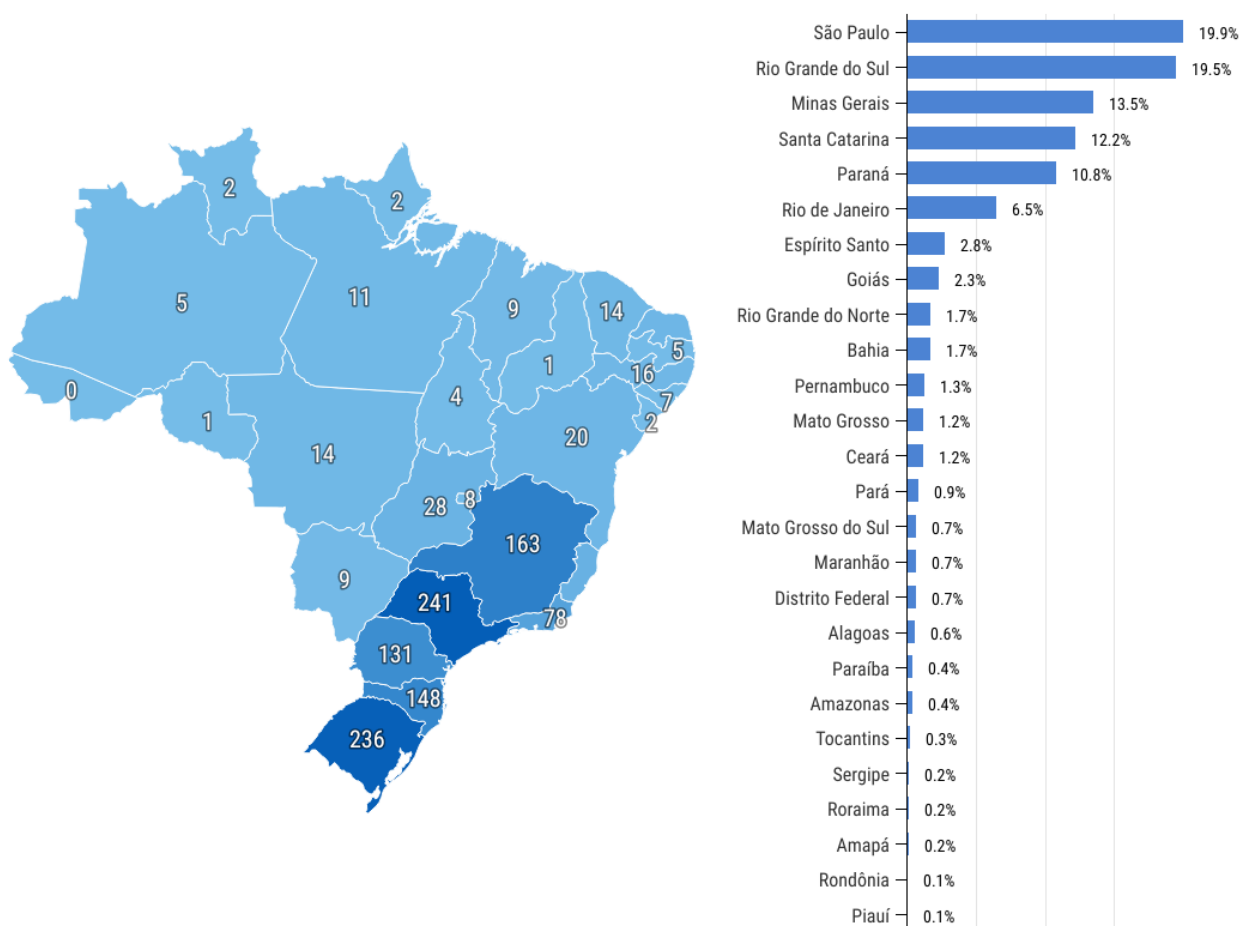 2
2
5
11
9
14
5
1
16
0
4
7
1
2
14
20
28
8
163
9
241
78
131
148
236
São Paulo 19.9%
Rio Grande do Sul 19.5%
Minas Gerais 13.5%
Santa Catarina 12.2%
Paraná 10.8%
Rio de Janeiro 6.5%
Espírito Santo 2.8%
Goiás 2.3%
Rio Grande do Norte 1.7%
Bahia 1.7%
Pernambuco 1.3%
Mato Grosso 1.2%
Ceará 1.2%
Pará 0.9%
Mato Grosso do Sul 0.7%
Maranhão 0.7%
Distrito Federal 0.7%
Alagoas 0.6%
Paraíba 0.4%
Amazonas 0.4%
Tocantins 0.3%
Sergipe 0.2%
Roraima 0.2%
Amapá 0.2%
Rondônia 0.1%
Piauí 0.1%